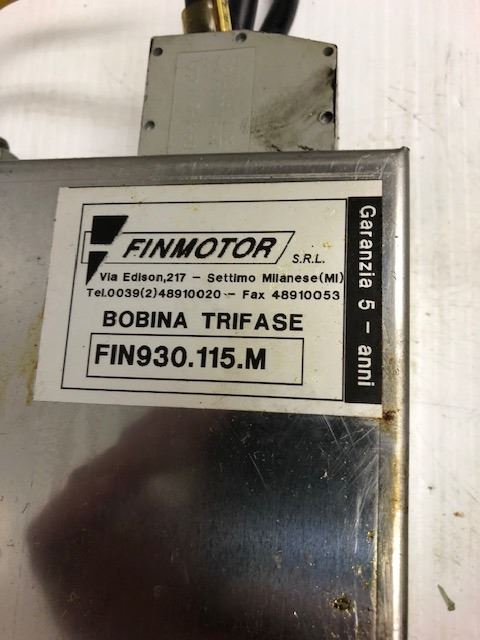 FINMOTOR S.R.L.
Via Edison,217 - Settimo Milanese(MI)
Tel.0039(2)48910020 - Fax 48910053
BOBINA TRIFASE
FIN930.115.M
Garanzia 5 - anni